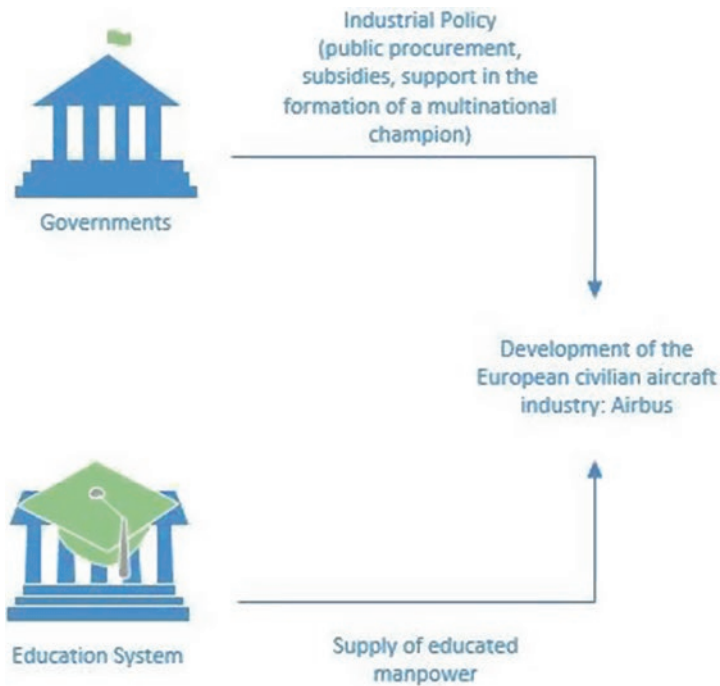 Industrial Policy
(public procurement,
subsidies, support in the
formation of a multinational
champion)
Governments
Development of the
European civilian aircraft
industry: Airbus
Education System
Supply of educated
manpower